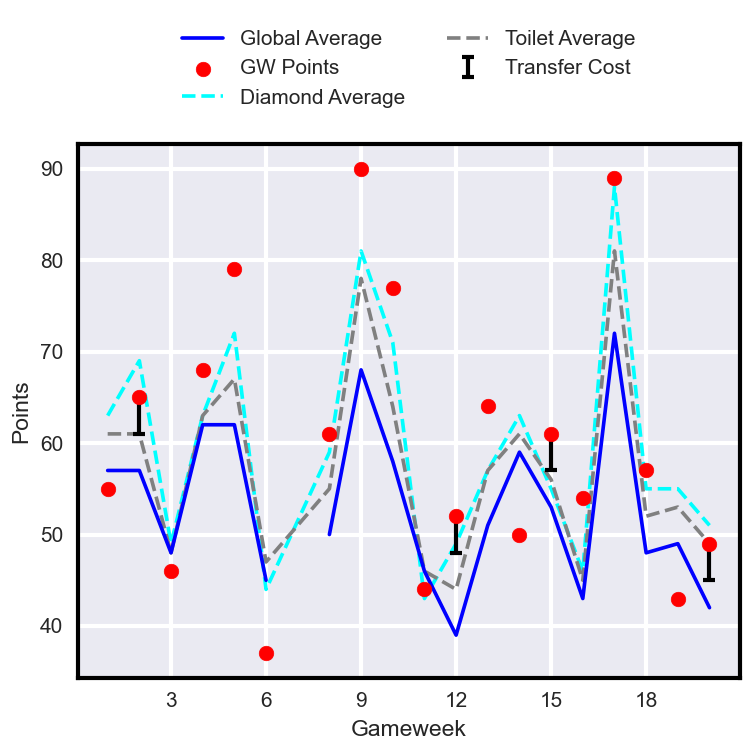 Global Average
GW Points
Diamond Average
Toilet Average
Transfer Cost
90
80
70
60
50
40
Points
3 6 9 12 15 18
Gameweek